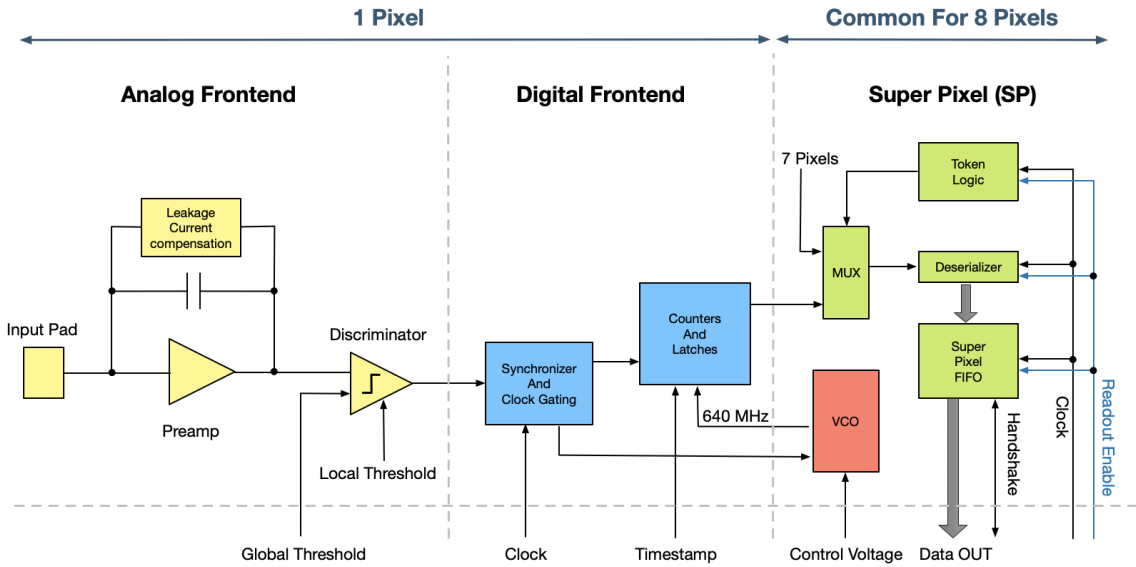 1 Pixel
Common For 8 Pixels
Analog Frontend
Digital Frontend
Super Pixel (SP)
7 Pixels
Token
Logic
Leakage
Current
compensation
MUX
Deserializer
Input Pad
Discriminator
Counters
And
Latches
Super
Pixel
FIFO
Synchronizer
And
Clock Gating
Preamp
640 MHz
VCO
Local Threshold
Handshake
Clock
Readout Enable
Global Threshold
Clock
Timestamp
Control Voltage
Data OUT